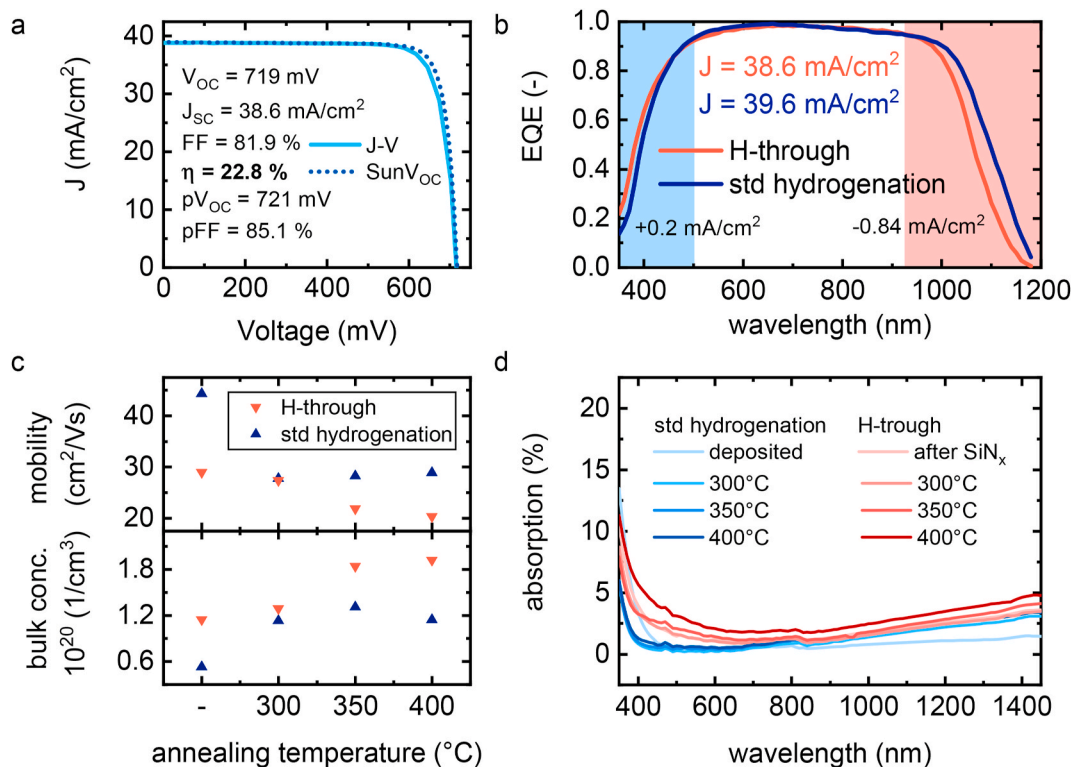 a
J (mA/cm²)
40
30
20
10
0
V_OC = 719 mV
J_SC = 38.6 mA/cm²
FF = 81.9 %
η = 22.8 %
pV_OC = 721 mV
pFF = 85.1 %
J-V
SunV_OC
0 200 400 600
Voltage (mV)
b
EQE (-)
1.0
0.8
0.6
0.4
0.2
0.0
J = 38.6 mA/cm²
J = 39.6 mA/cm²
H-through
std hydrogenation
+0.2 mA/cm²
-0.84 mA/cm²
400 600 800 1000 1200
wavelength (nm)
c
mobility
(cm²/Vs)
40
30
20
H-through
std hydrogenation
bulk conc.
10²⁰ (1/cm³)
1.8
1.2
0.6
- 300 350 400
annealing temperature (°C)
d
absorption (%)
20
15
10
5
0
std hydrogenation
deposited
300°C
350°C
400°C
H-trough
after SiNₓ
300°C
350°C
400°C
400 600 800 1000 1200 1400
wavelength (nm)